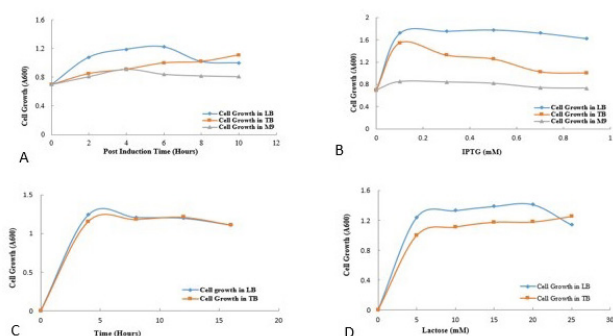 1.6
1.2
0.8
0.4
0
0 2 4 6 8 10 12
Cell Growth (A600)
Post Induction Time (Hours)
Cell Growth in LB
Cell Growth in TB
Cell Growth in M9
A
2
1.6
1.2
0.8
0.4
0
0 0.2 0.4 0.6 0.8 1
Cell Growth (A600)
IPTG (mM)
Cell Growth in LB
Cell Growth in TB
Cell Growth in M9
B
1.5
1
0.5
0
0 5 10 15 20
Cell Growth (A600)
Time (Hours)
Cell growth in LB
Cell Growth in TB
C
1.6
1.2
0.8
0.4
0
0 5 10 15 20 25 30
Cell Growth (A600)
Lactose (mM)
Cell Growth in LB
Cell Growth in TB
D